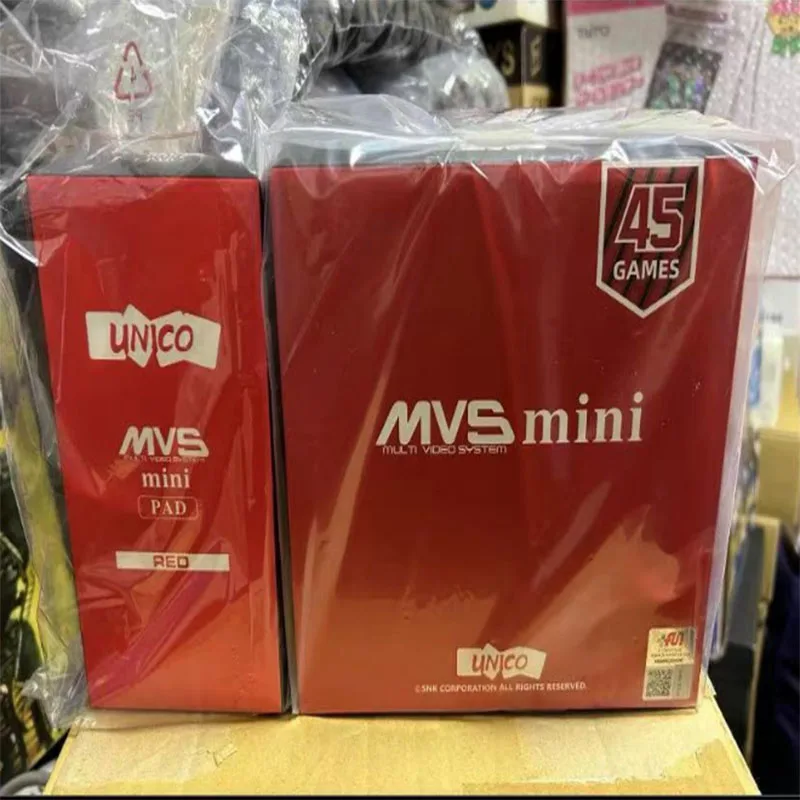 UNICO
MVS
MULTI VIDEO SYSTEM
mini
PAD
RED
45
GAMES
MVS mini
MULTI VIDEO SYSTEM
UNICO
©SNK CORPORATION ALL RIGHTS RESERVED.